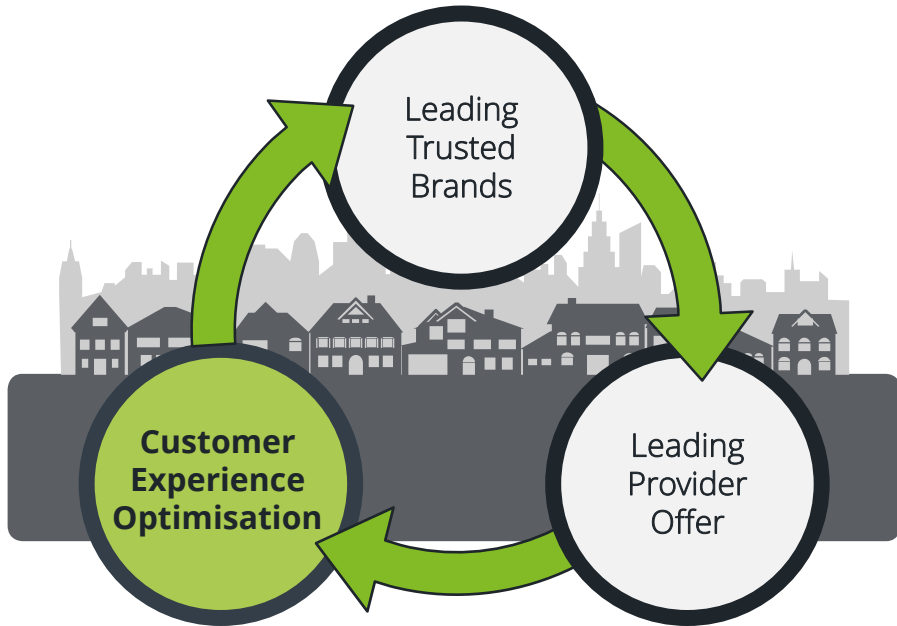 Leading
Trusted
Brands
Customer
Experience
Optimisation
Leading
Provider
Offer